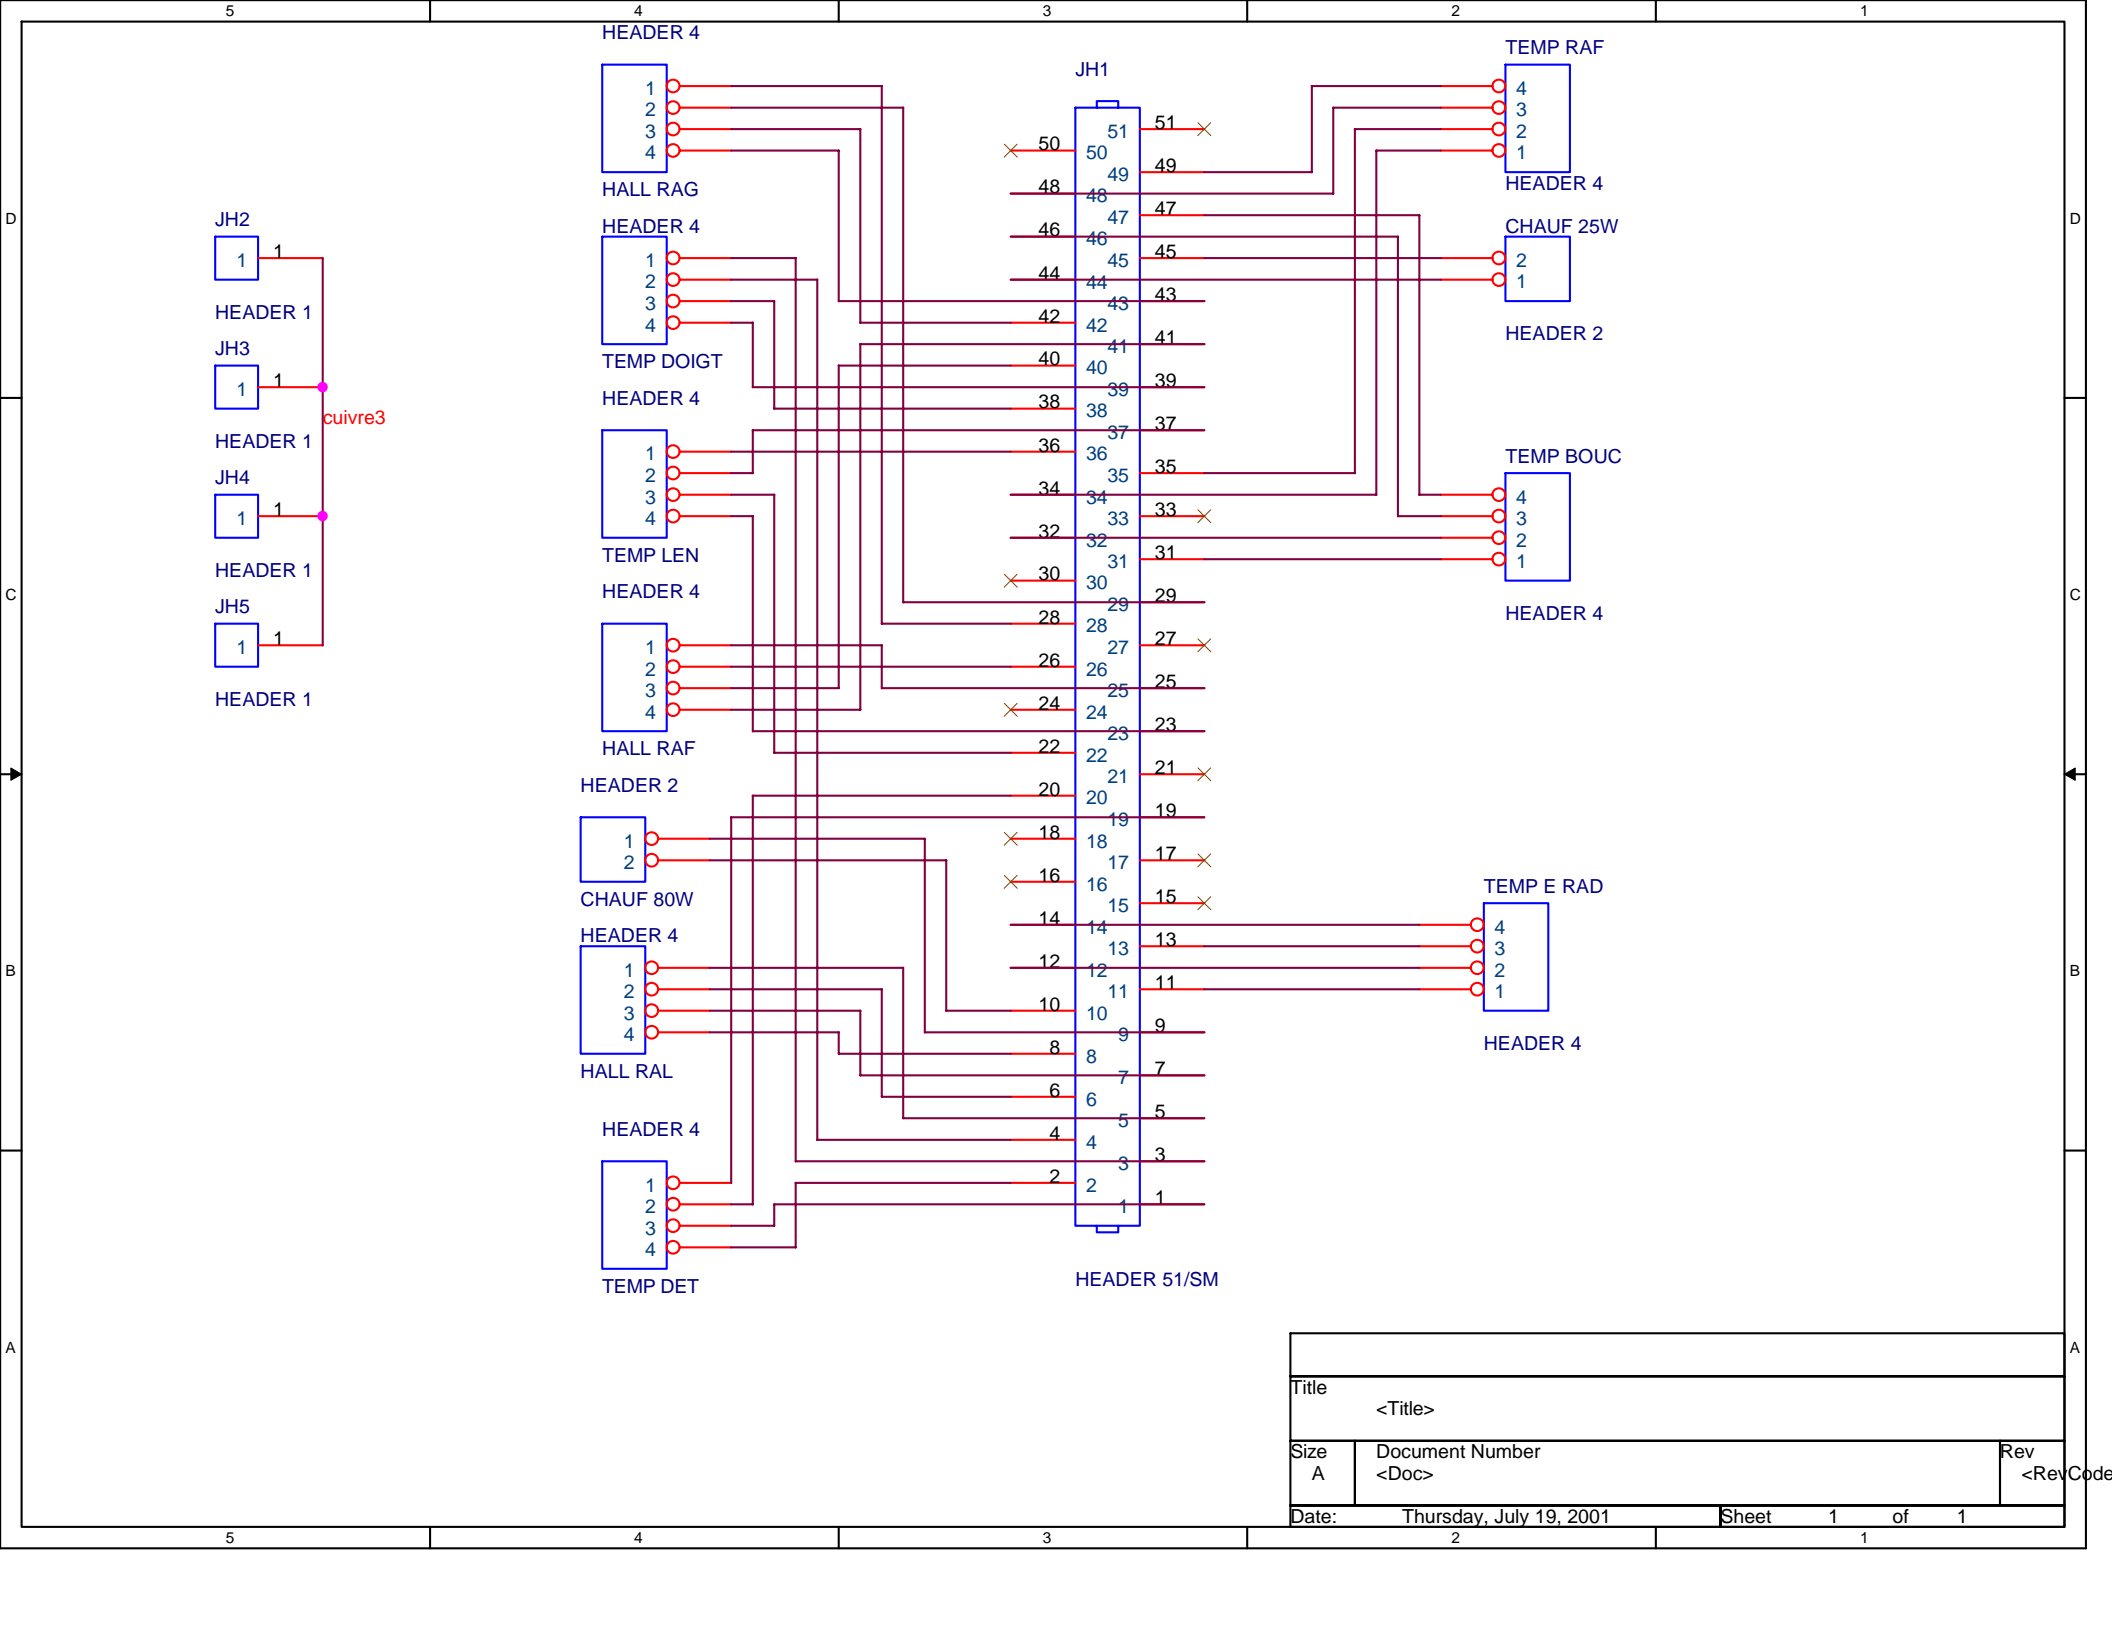 5 4 3 2 1
D
C
B
A
D
C
B
A
JH2
1 1
HEADER 1
JH3
1 1
cuivre3
HEADER 1
JH4
1 1
HEADER 1
JH5
1 1
HEADER 1
HEADER 4
1
2
3
4
HALL RAG
HEADER 4
1
2
3
4
TEMP DOIGT
HEADER 4
1
2
3
4
TEMP LEN
HEADER 4
1
2
3
4
HALL RAF
HEADER 2
1
2
CHAUF 80W
HEADER 4
1
2
3
4
HALL RAL
HEADER 4
1
2
3
4
TEMP DET
JH1
51 51
50 50
49 49
48 48
47 47
46 46
45 45
44 44
43 43
42 42
41 41
40 40
39 39
38 38
37 37
36 36
35 35
34 34
33 33
32 32
31 31
30 30
29 29
28 28
27 27
26 26
25 25
24 24
23 23
22 22
21 21
20 20
19 19
18 18
17 17
16 16
15 15
14 14
13 13
12 12
11 11
10 10
9 9
8 8
7 7
6 6
5 5
4 4
3 3
2 2
1 1
HEADER 51/SM
TEMP RAF
4
3
2
1
HEADER 4
CHAUF 25W
2
1
HEADER 2
TEMP BOUC
4
3
2
1
HEADER 4
TEMP E RAD
4
3
2
1
HEADER 4
Title
<Title>
Size Document Number Rev
A <Doc> <RevCode
Date: Thursday, July 19, 2001 Sheet 1 of 1
5 4 3 2 1